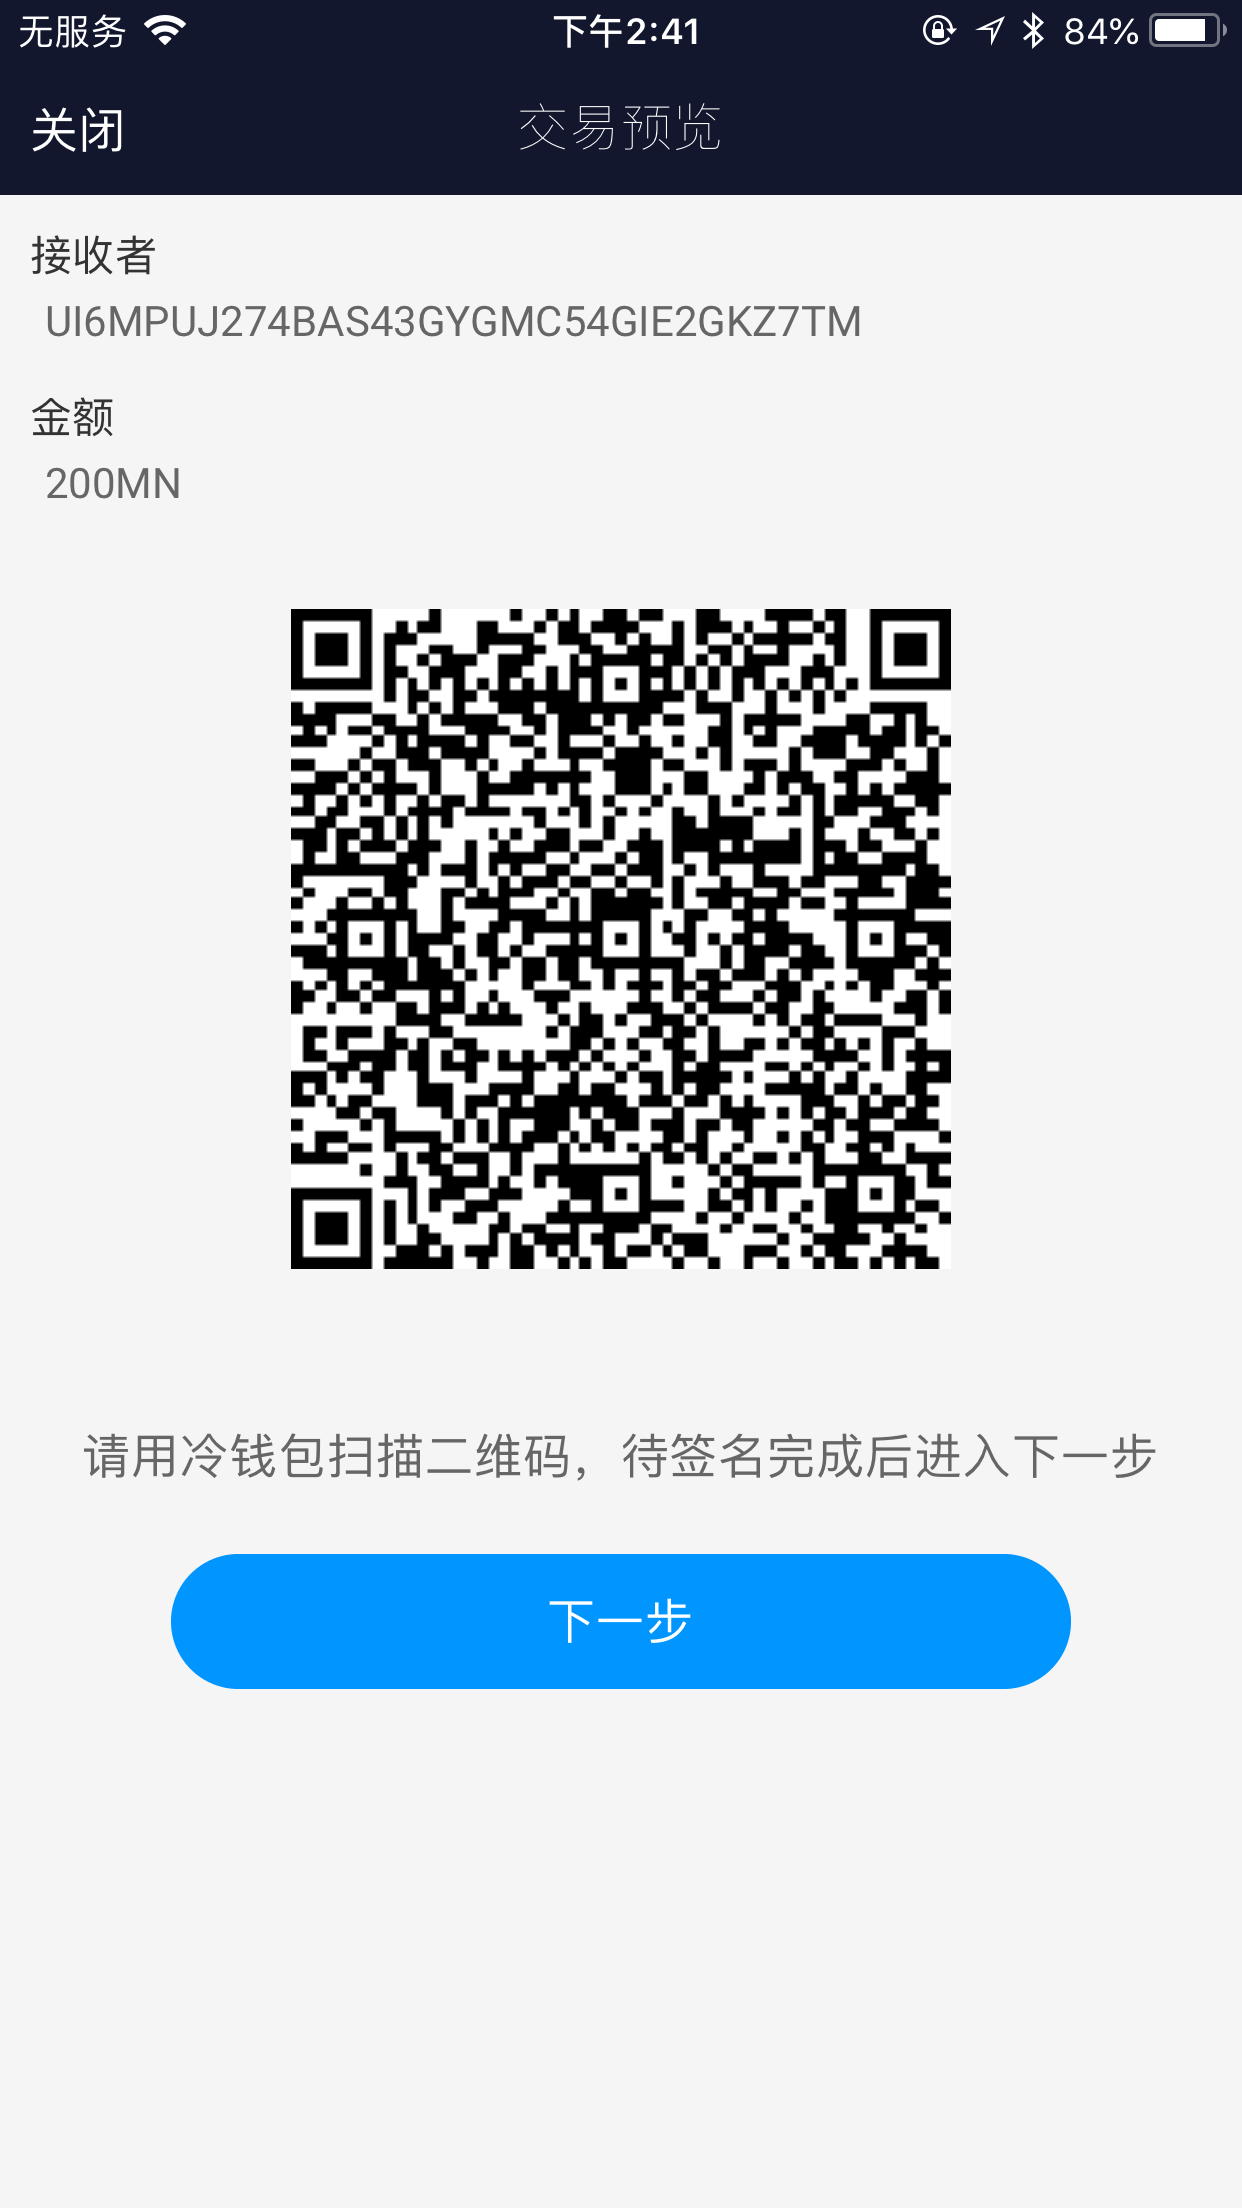 无服务 下午2:41 84%
关闭 交易预览
接收者
UI6MPUJ274BAS43GYGMC54GIE2GKZ7TM
金额
200MN
请用冷钱包扫描二维码，待签名完成后进入下一步
下一步